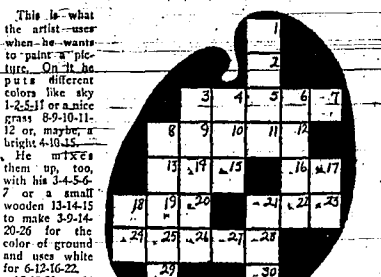 This is what
the artist uses
when he wants
to paint a pic-
ture. On it he
puts different
colors like sky
1-2-5-11 or a nice
grass 8-9-10-11-
12 or, maybe, a
bright 4-10-15.
He mixes
them up, too,
with his 3-4-5-6-
7 or a small
wooden 13-14-15
to make 3-9-14-
20-26 for the
color of ground
and uses white
for 6-12-16-22.
1
2
3 4 5 6 7
8 9 10 11 12
13 14 15 16 17
18 19 20 21 22 23
24 25 26 27 28
29 30